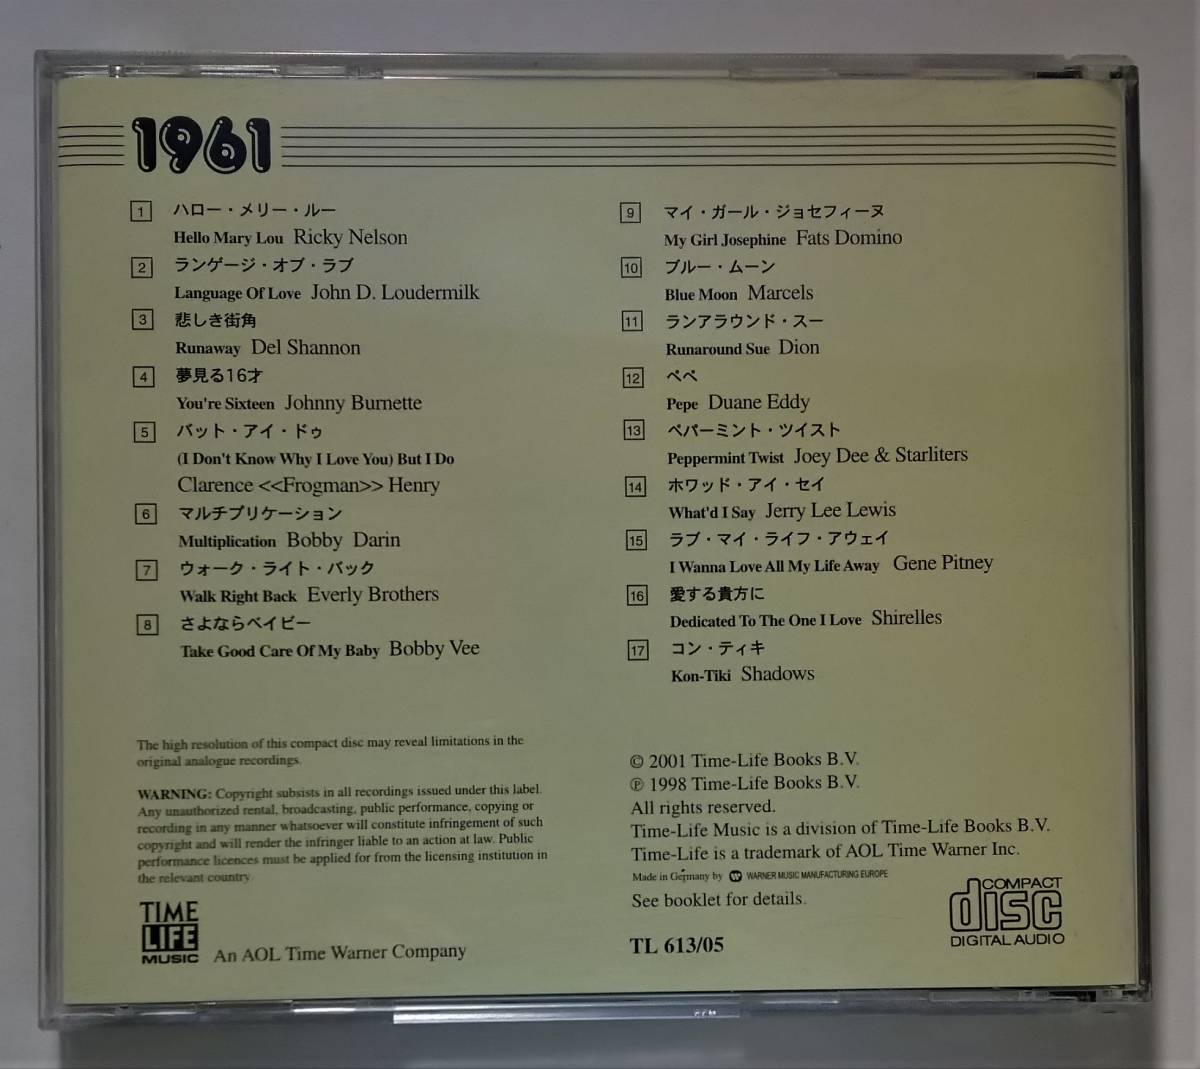 1961
1 ハロー・メリー・ルー
Hello Mary Lou Ricky Nelson
2 ランゲージ・オブ・ラブ
Language Of Love John D. Loudermilk
3 悲しき街角
Runaway Del Shannon
4 夢見る16才
You're Sixteen Johnny Burnette
5 バット・アイ・ドゥ
(I Don't Know Why I Love You) But I Do
Clarence <<Frogman>> Henry
6 マルチプリケーション
Multiplication Bobby Darin
7 ウォーク・ライト・バック
Walk Right Back Everly Brothers
8 さよならベイビー
Take Good Care Of My Baby Bobby Vee
9 マイ・ガール・ジョセフィーヌ
My Girl Josephine Fats Domino
10 ブルー・ムーン
Blue Moon Marcels
11 ランアラウンド・スー
Runaround Sue Dion
12 ペペ
Pepe Duane Eddy
13 ペパーミント・ツイスト
Peppermint Twist Joey Dee & Starliters
14 ホワッド・アイ・セイ
What'd I Say Jerry Lee Lewis
15 ラブ・マイ・ライフ・アウェイ
I Wanna Love All My Life Away Gene Pitney
16 愛する貴方に
Dedicated To The One I Love Shirelles
17 コン・ティキ
Kon-Tiki Shadows
The high resolution of this compact disc may reveal limitations in the
original analogue recordings.
WARNING: Copyright subsists in all recordings issued under this label.
Any unauthorized rental, broadcasting, public performance, copying or
recording in any manner whatsoever will constitute infringement of such
copyright and will render the infringer liable to an action at law. Public
performance licences must be applied for from the licensing institution in
the relevant country.
TIME
LIFE
MUSIC
An AOL Time Warner Company
© 2001 Time-Life Books B.V.
℗ 1998 Time-Life Books B.V.
All rights reserved.
Time-Life Music is a division of Time-Life Books B.V.
Time-Life is a trademark of AOL Time Warner Inc.
Made in Germany by WARNER MUSIC MANUFACTURING EUROPE
See booklet for details.
TL 613/05
COMPACT
disc
DIGITAL AUDIO